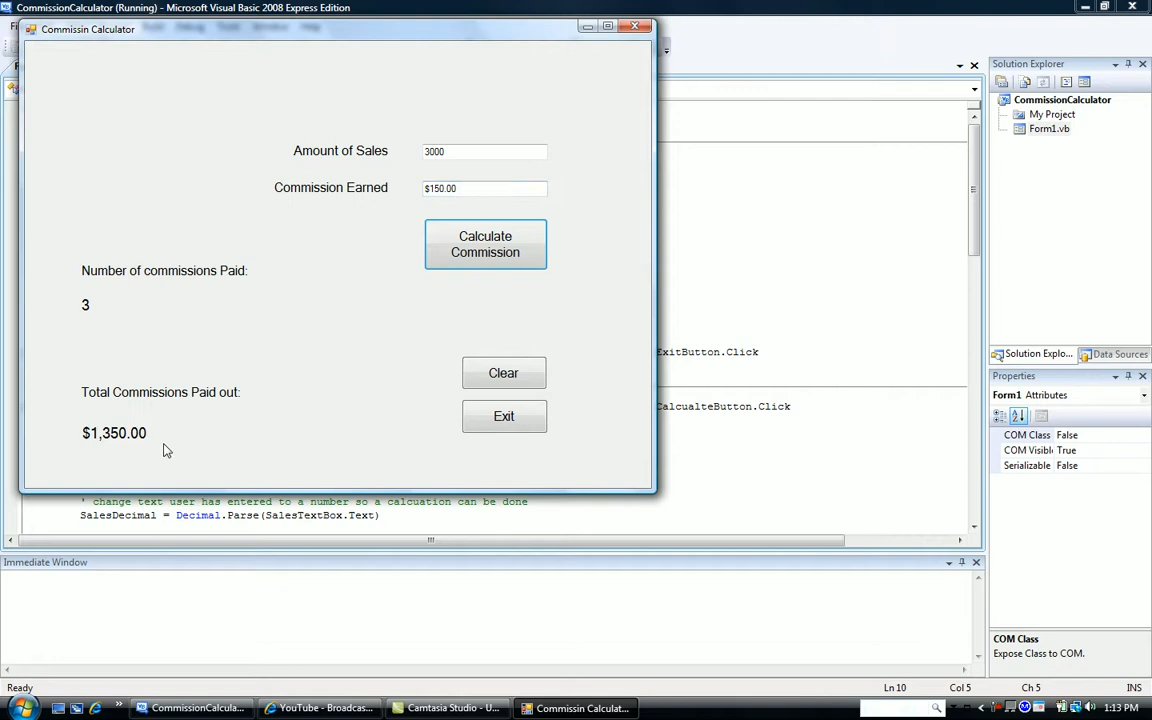 CommissionCalculator (Running) - Microsoft Visual Basic 2008 Express Edition
Commissin Calculator
Amount of Sales
3000
Commission Earned
$150.00
Calculate
Commission
Number of commissions Paid:
3
Clear
Total Commissions Paid out:
Exit
$1,350.00
ExitButton.Click
CalcualteButton.Click
' change text user has entered to a number so a calcuation can be done
SalesDecimal = Decimal.Parse(SalesTextBox.Text)
Solution Explorer
CommissionCalculator
My Project
Form1.vb
Solution Explo...
Data Sources
Properties
Form1 Attributes
COM Class False
COM Visibl True
Serializable False
COM Class
Expose Class to COM.
Immediate Window
Ready
Ln 10
Col 5
Ch 5
INS
CommissionCalcula...
YouTube - Broadcas...
Camtasia Studio - U...
Commissin Calculat...
1:13 PM